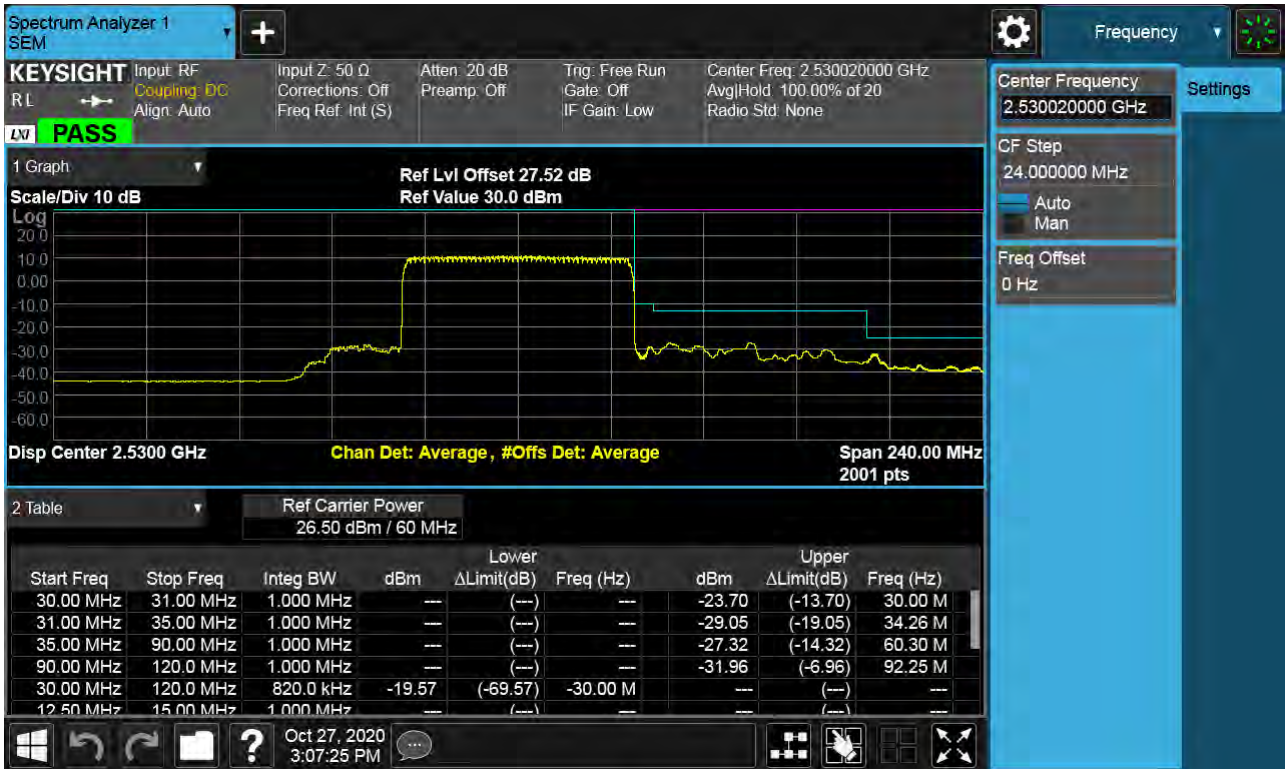 Spectrum Analyzer 1
SEM
+
Frequency
KEYSIGHT
RL
LXI
PASS
Input: RF
Coupling: DC
Align: Auto
Input Z: 50 Ω
Corrections: Off
Freq Ref: Int (S)
Atten: 20 dB
Preamp: Off
Trig: Free Run
Gate: Off
IF Gain: Low
Center Freq: 2.530020000 GHz
Avg|Hold: 100.00% of 20
Radio Std: None
Center Frequency
2.530020000 GHz
Settings
CF Step
24.000000 MHz
Auto
Man
Freq Offset
0 Hz
1 Graph
Scale/Div 10 dB
Ref Lvl Offset 27.52 dB
Ref Value 30.0 dBm
Log
20.0
10.0
0.00
-10.0
-20.0
-30.0
-40.0
-50.0
-60.0
Disp Center 2.5300 GHz
Chan Det: Average, #Offs Det: Average
Span 240.00 MHz
2001 pts
2 Table
Ref Carrier Power
26.50 dBm / 60 MHz
Lower Upper
Start Freq Stop Freq Integ BW dBm ΔLimit(dB) Freq (Hz) dBm ΔLimit(dB) Freq (Hz)
30.00 MHz 31.00 MHz 1.000 MHz --- (---) --- -23.70 (-13.70) 30.00 M
31.00 MHz 35.00 MHz 1.000 MHz --- (---) --- -29.05 (-19.05) 34.26 M
35.00 MHz 90.00 MHz 1.000 MHz --- (---) --- -27.32 (-14.32) 60.30 M
90.00 MHz 120.0 MHz 1.000 MHz --- (---) --- -31.96 (-6.96) 92.25 M
30.00 MHz 120.0 MHz 820.0 kHz -19.57 (-69.57) -30.00 M --- (---) ---
12.50 MHz 15.00 MHz 1.000 MHz --- (---) --- --- (---) ---
?
Oct 27, 2020
3:07:25 PM